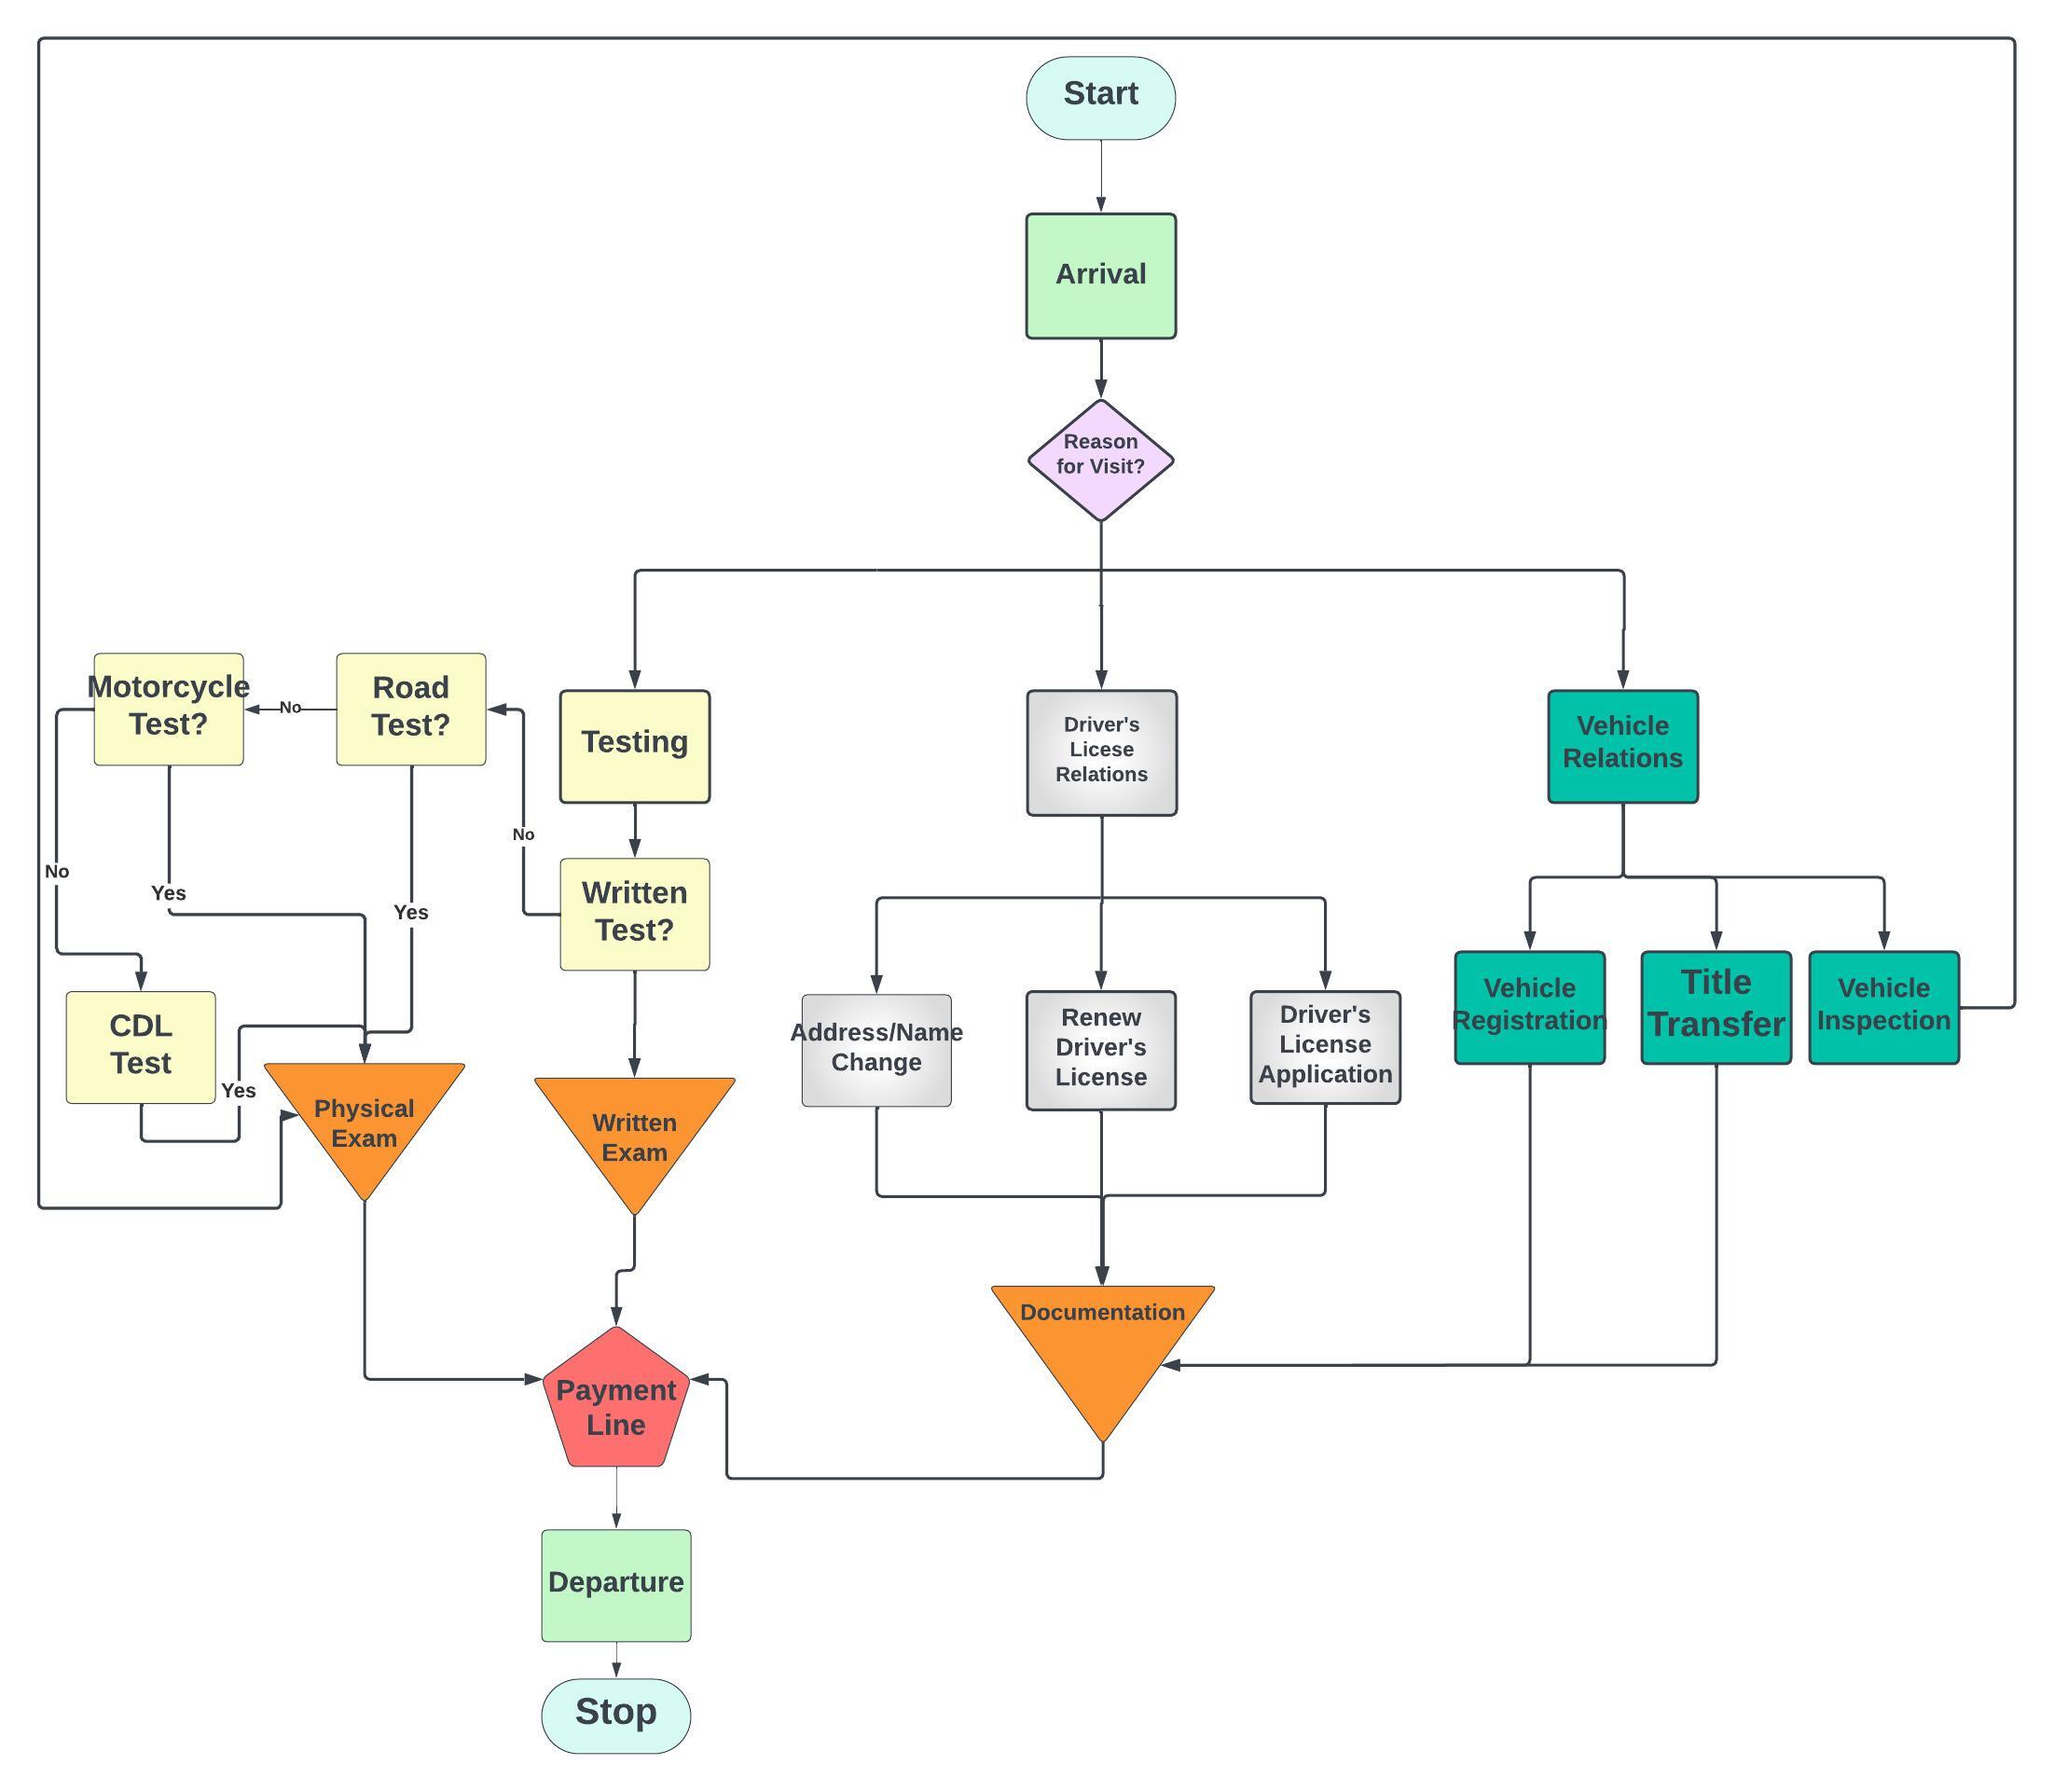 Start
Arrival
Reason
for Visit?
Motorcycle
Test?
No
Road
Test?
Testing
Driver's
Licese
Relations
Vehicle
Relations
No
No
Yes
Yes
Written
Test?
CDL
Test
Yes
Physical
Exam
Written
Exam
Address/Name
Change
Renew
Driver's
License
Driver's
License
Application
Vehicle
Registration
Title
Transfer
Vehicle
Inspection
Documentation
Payment
Line
Departure
Stop